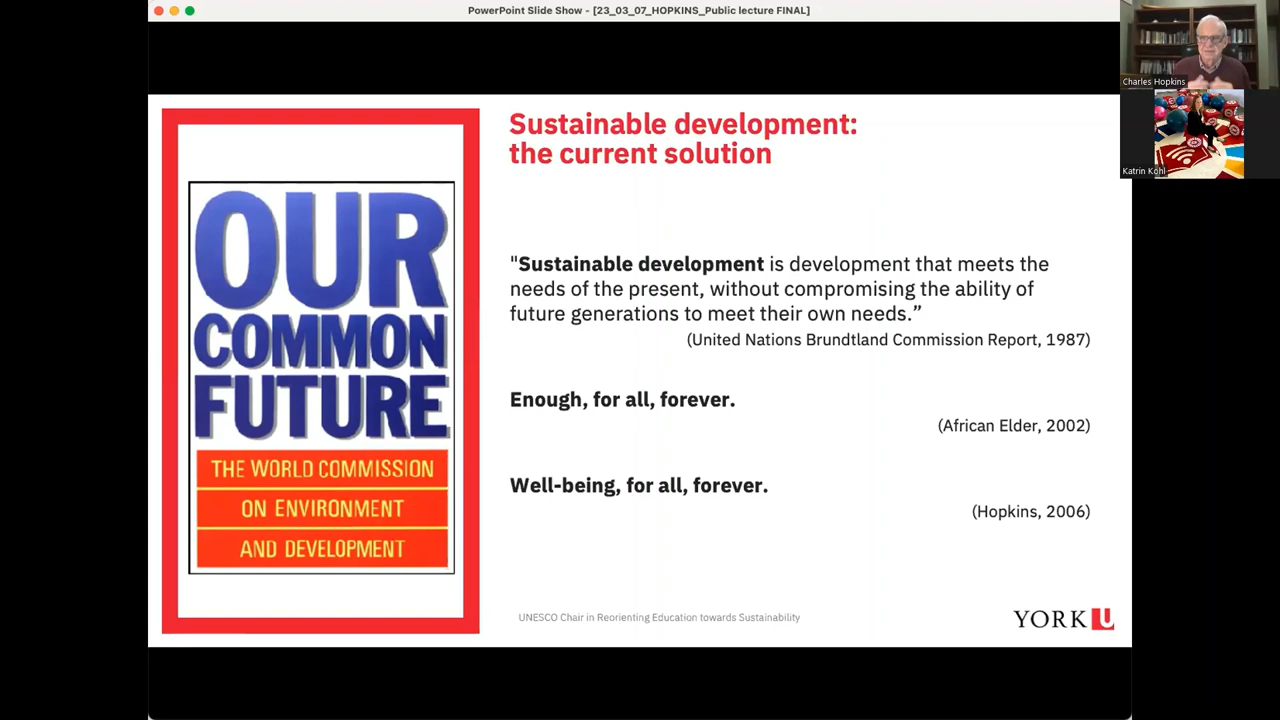 PowerPoint Slide Show - [23_03_07_HOPKINS_Public lecture FINAL]
Charles Hopkins
Katrin Kohl
Sustainable development:
the current solution
OUR
COMMON
FUTURE
THE WORLD COMMISSION
ON ENVIRONMENT
AND DEVELOPMENT
"Sustainable development is development that meets the
needs of the present, without compromising the ability of
future generations to meet their own needs.”
(United Nations Brundtland Commission Report, 1987)
Enough, for all, forever.
(African Elder, 2002)
Well-being, for all, forever.
(Hopkins, 2006)
UNESCO Chair in Reorienting Education towards Sustainability
YORK U